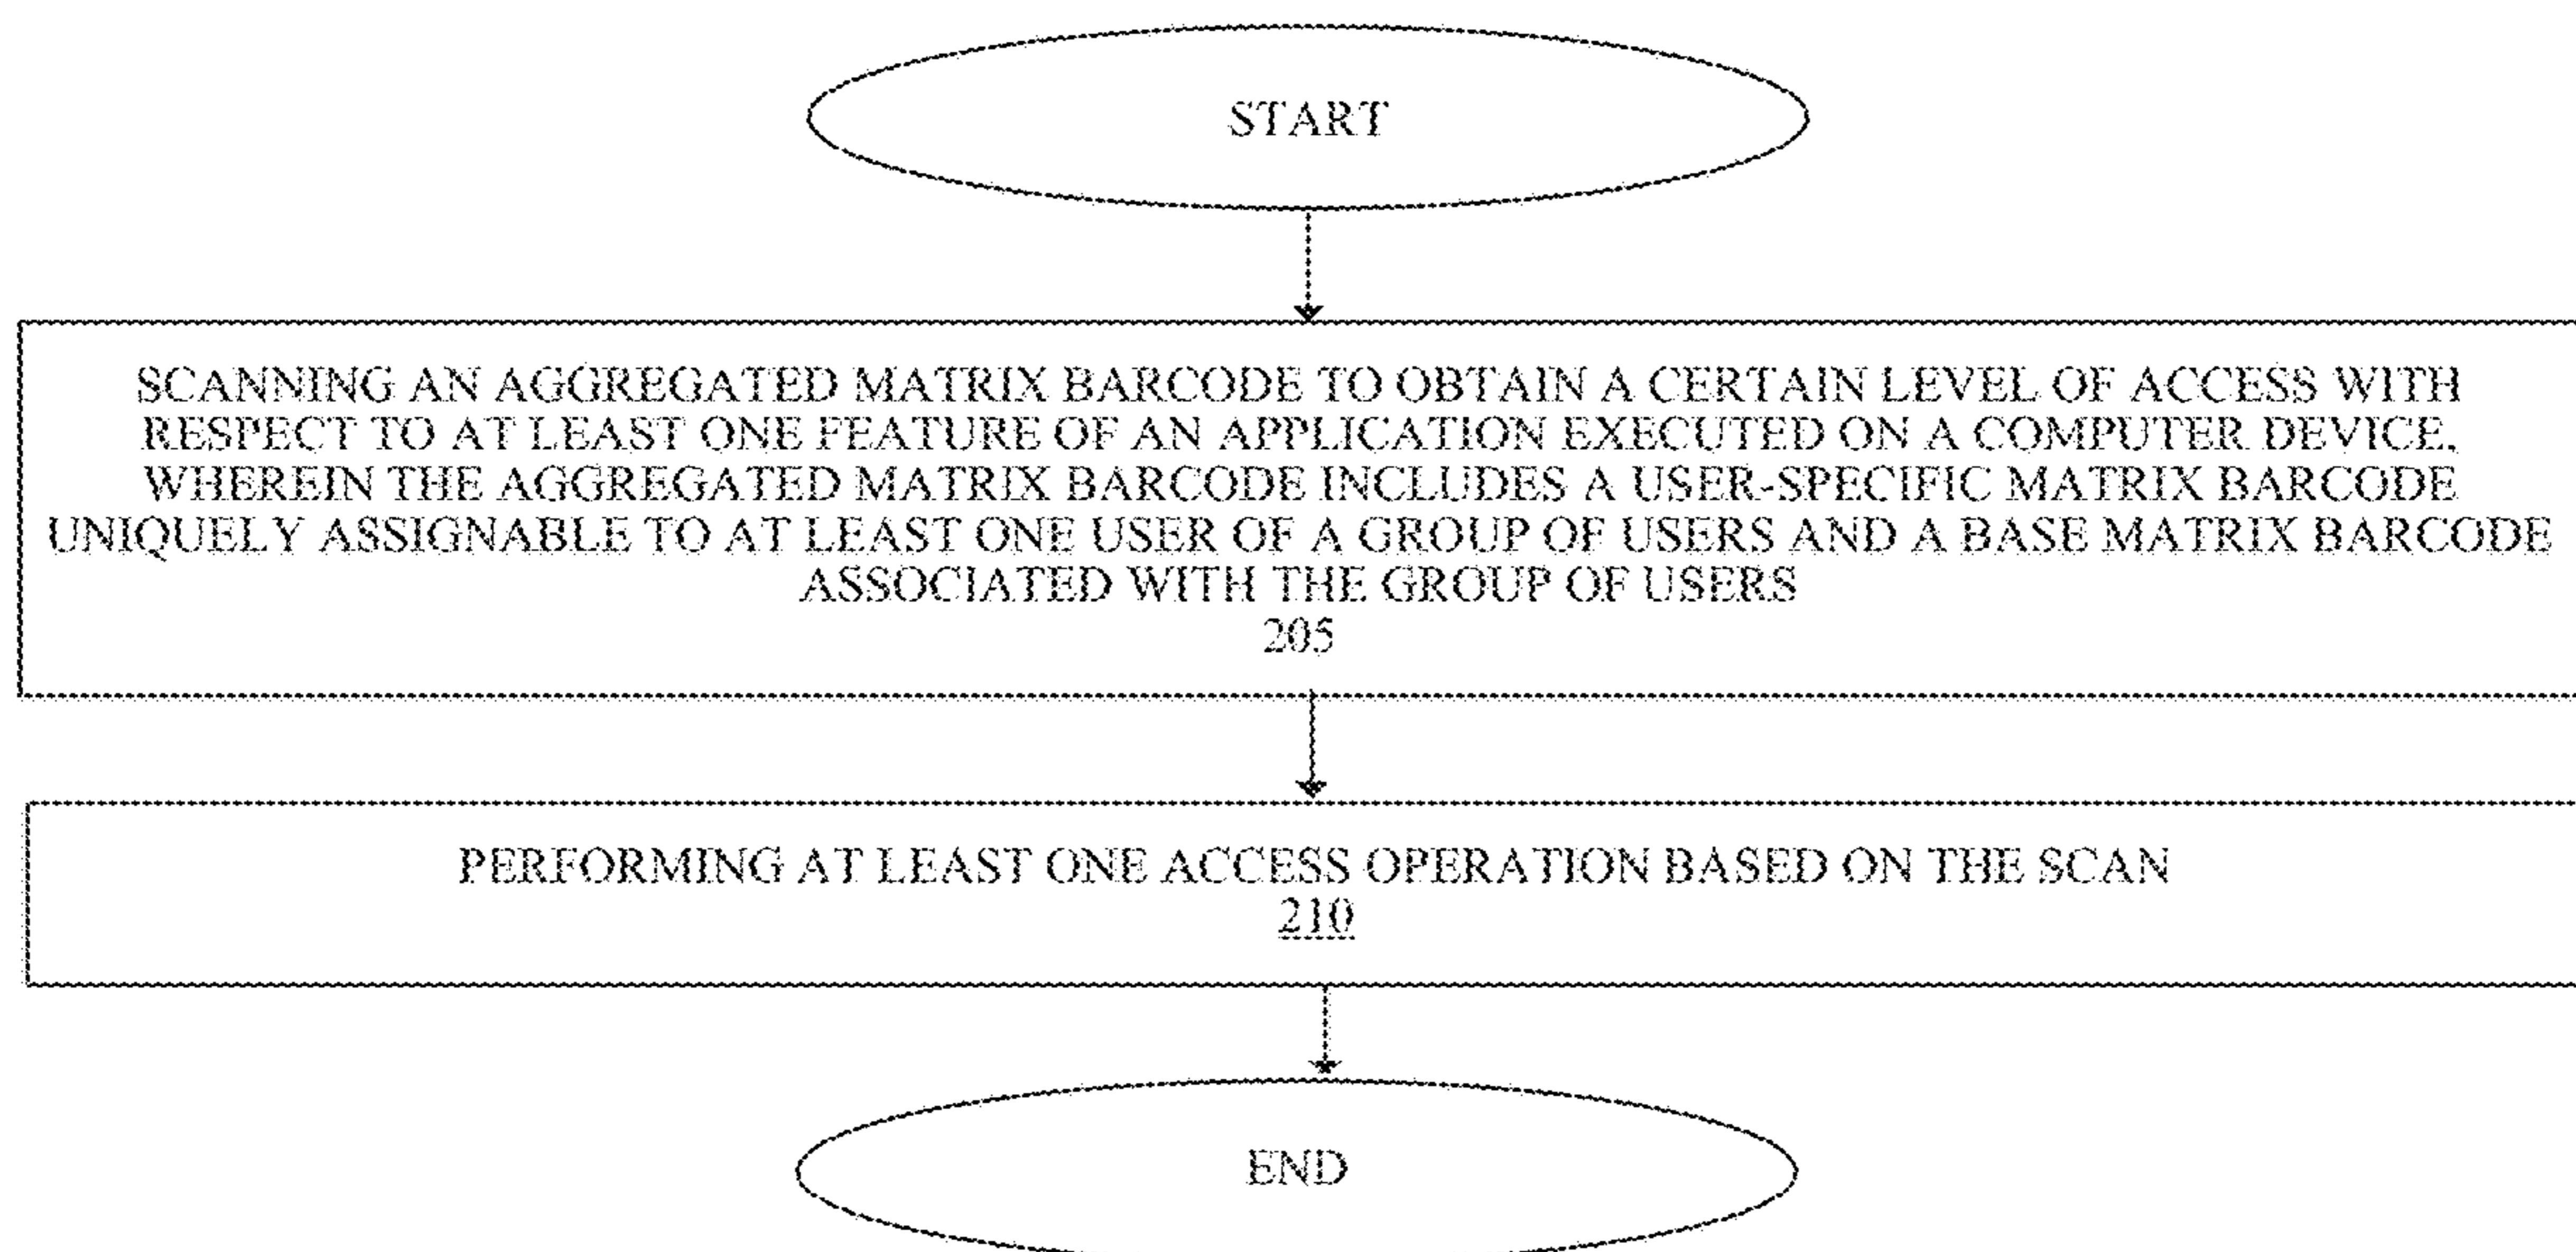 START
SCANNING AN AGGREGATED MATRIX BARCODE TO OBTAIN A CERTAIN LEVEL OF ACCESS WITH
RESPECT TO AT LEAST ONE FEATURE OF AN APPLICATION EXECUTED ON A COMPUTER DEVICE,
WHEREIN THE AGGREGATED MATRIX BARCODE INCLUDES A USER-SPECIFIC MATRIX BARCODE
UNIQUELY ASSIGNABLE TO AT LEAST ONE USER OF A GROUP OF USERS AND A BASE MATRIX BARCODE
ASSOCIATED WITH THE GROUP OF USERS
205
PERFORMING AT LEAST ONE ACCESS OPERATION BASED ON THE SCAN
210
END